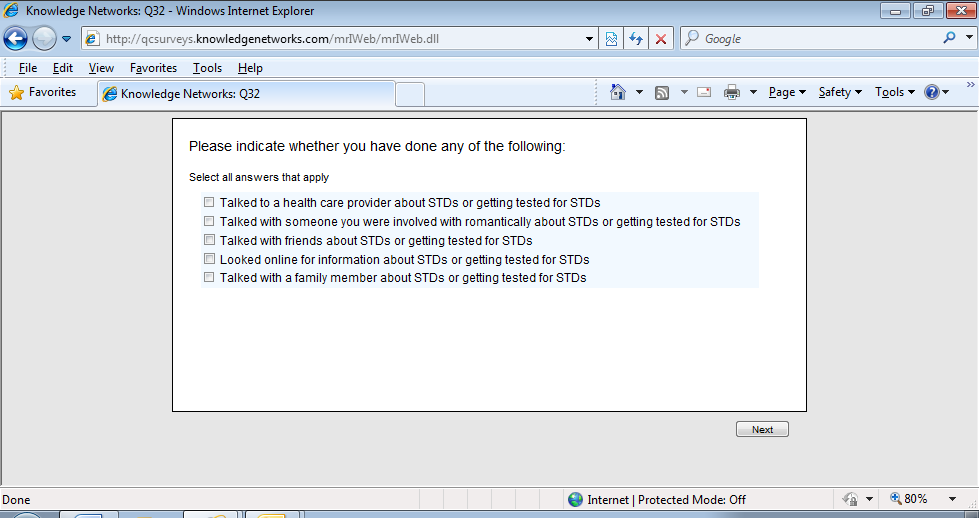 Knowledge Networks: Q32 - Windows Internet Explorer
http://qcsurveys.knowledgenetworks.com/mrIWeb/mrIWeb.dll
Google
File Edit View Favorites Tools Help
Favorites
Knowledge Networks: Q32
Page Safety Tools
Please indicate whether you have done any of the following:
Select all answers that apply
Talked to a health care provider about STDs or getting tested for STDs
Talked with someone you were involved with romantically about STDs or getting tested for STDs
Talked with friends about STDs or getting tested for STDs
Looked online for information about STDs or getting tested for STDs
Talked with a family member about STDs or getting tested for STDs
Next
Done
Internet | Protected Mode: Off
80%